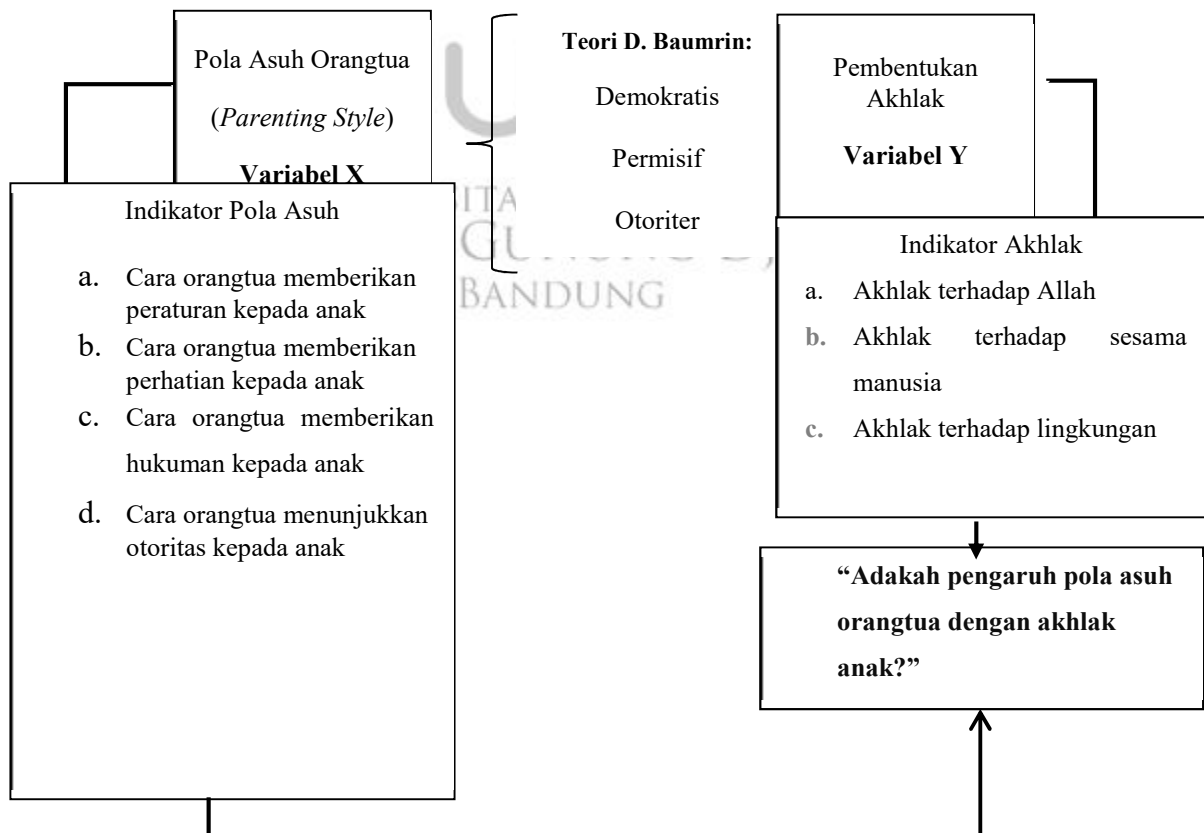 Pola Asuh Orangtua
(Parenting Style)
Variabel X
Teori D. Baumrin:
Demokratis
Permisif
Otoriter
Pembentukan
Akhlak
Variabel Y
Indikator Pola Asuh
a. Cara orangtua memberikan
peraturan kepada anak
b. Cara orangtua memberikan
perhatian kepada anak
c. Cara orangtua memberikan
hukuman kepada anak
d. Cara orangtua menunjukkan
otoritas kepada anak
BANDUNG
Indikator Akhlak
a. Akhlak terhadap Allah
b. Akhlak terhadap sesama
manusia
c. Akhlak terhadap lingkungan
“Adakah pengaruh pola asuh
orangtua dengan akhlak
anak?”